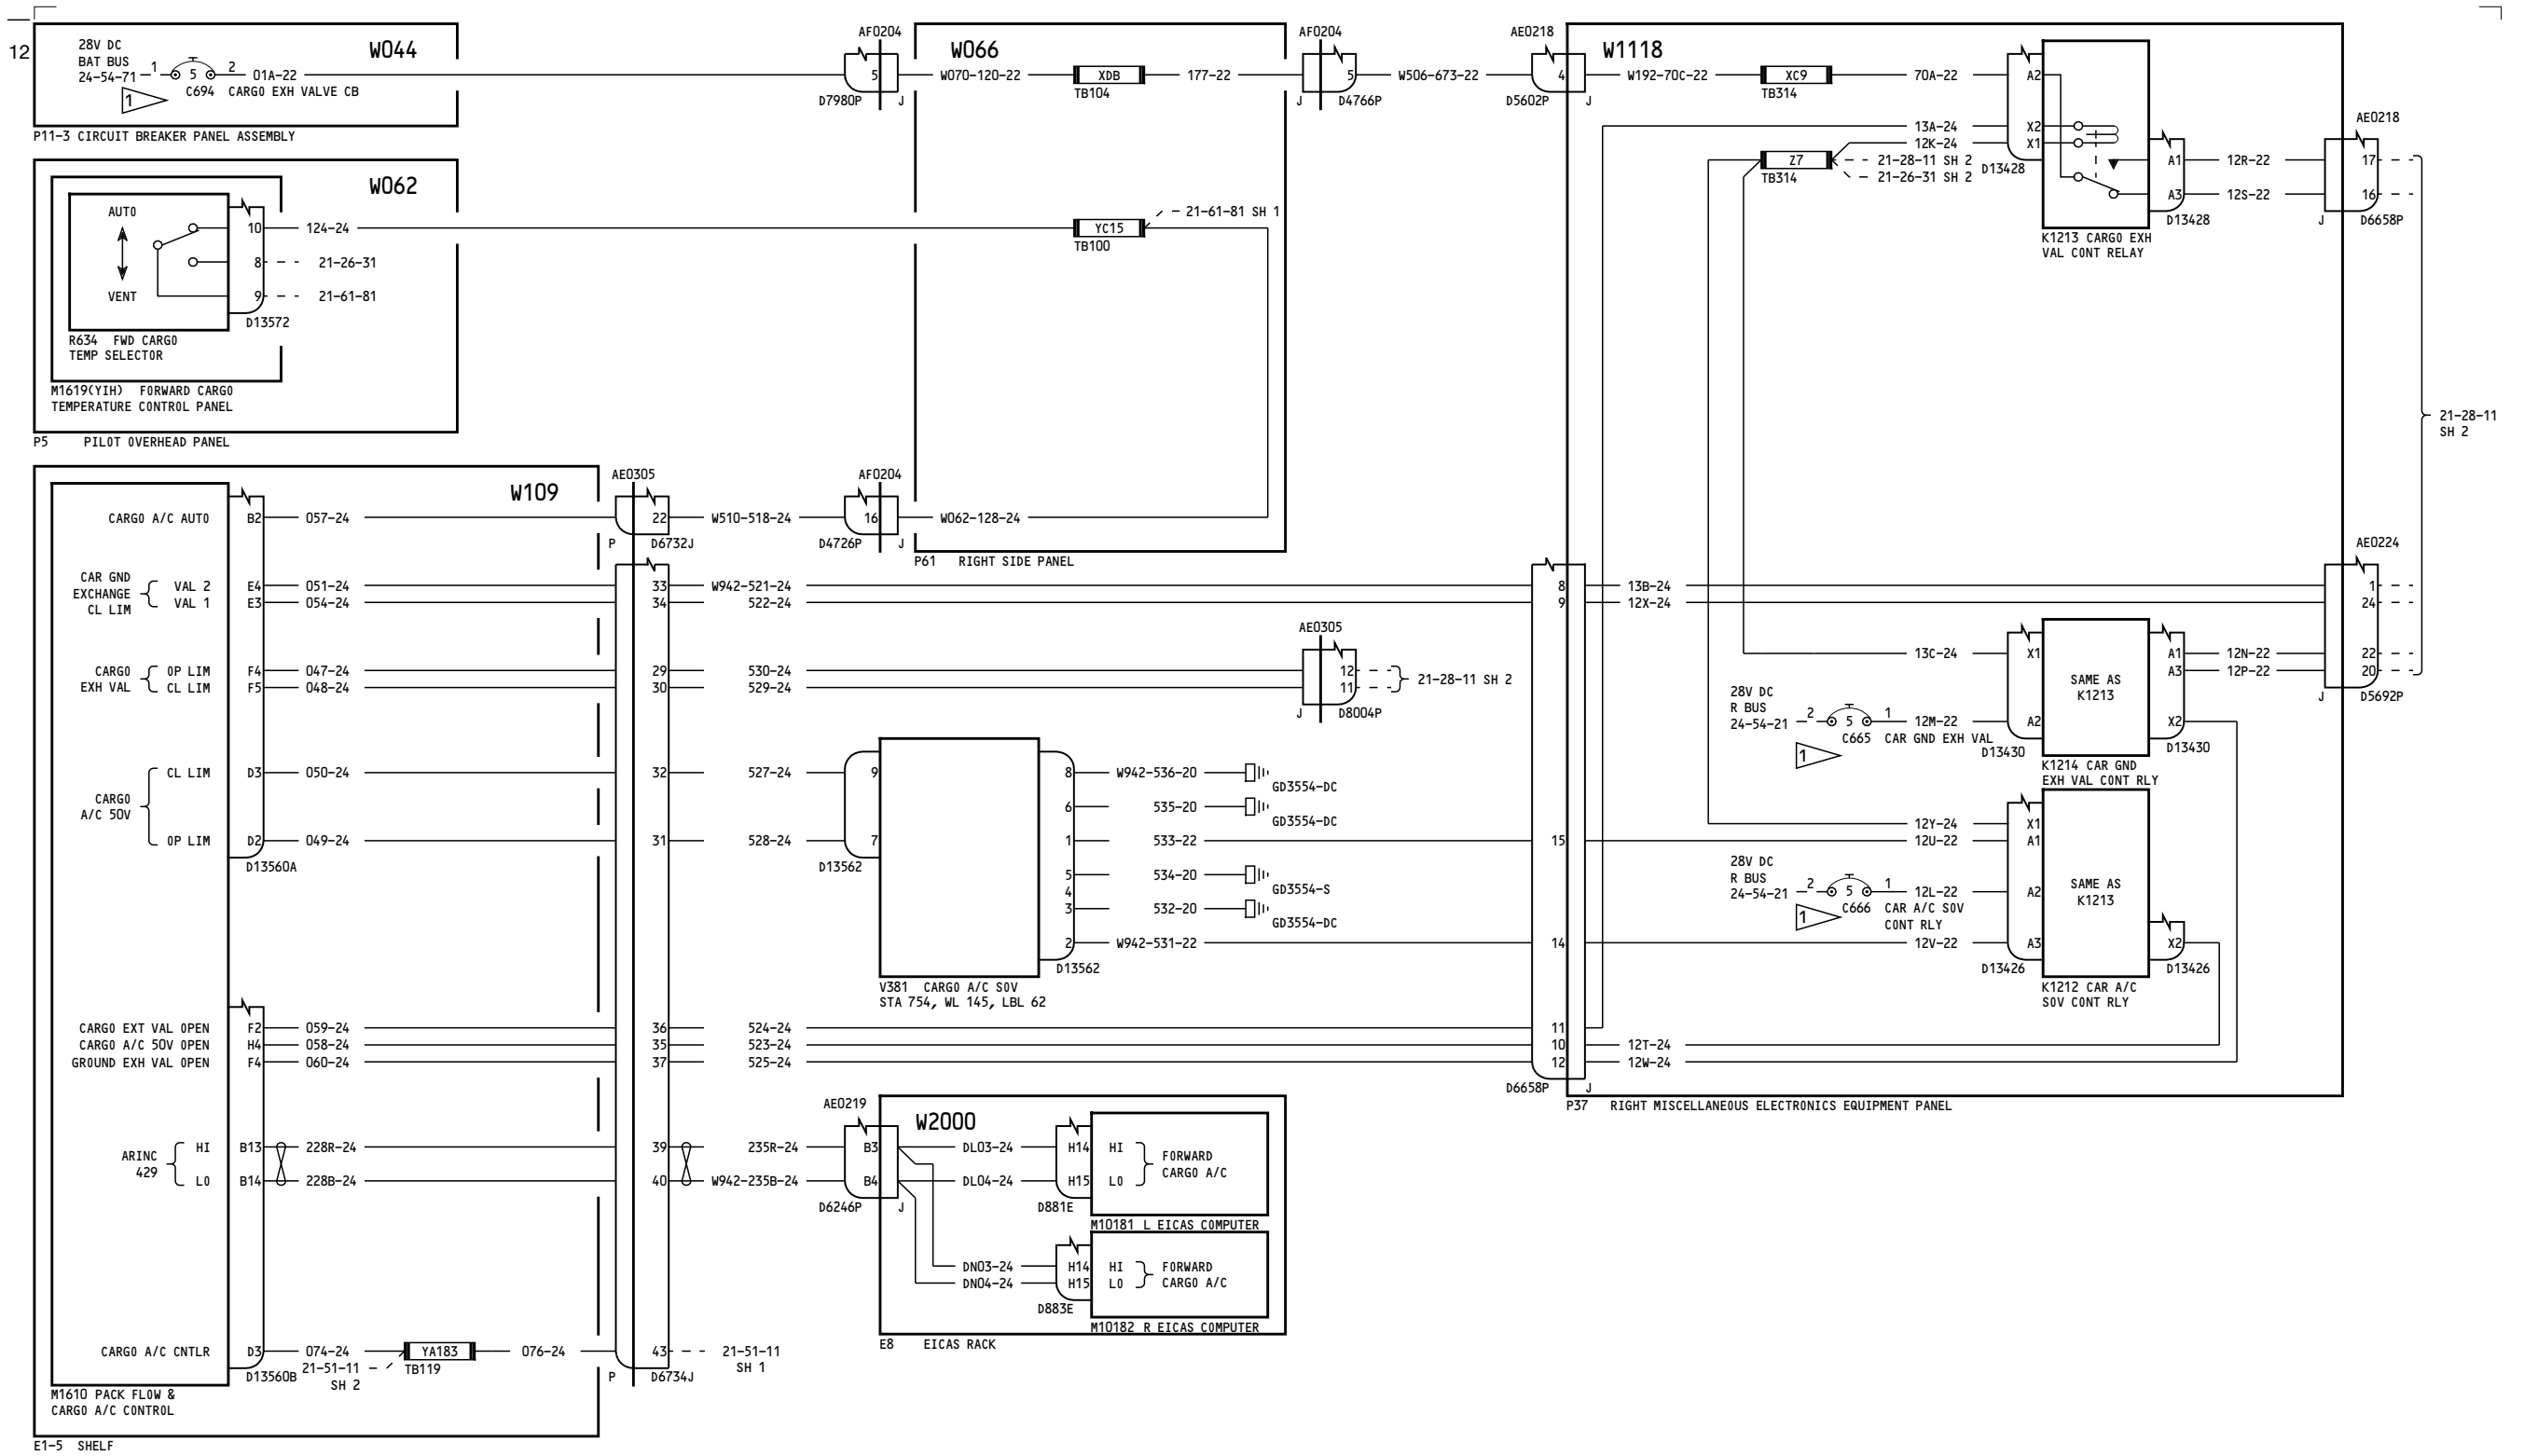 12
28V DC
BAT BUS
24-54-71 1 5 2 01A-22
C694 CARGO EXH VALVE CB
1
W044
P11-3 CIRCUIT BREAKER PANEL ASSEMBLY
AF0204
5
D7980P J
W066
W070-120-22 XDB 177-22
TB104
AF0204
5
J D4766P
W506-673-22
AE0218
4
D5602P J
W1118
W192-70C-22 XC9 70A-22 A2
TB314
13A-24 X2
12K-24 X1
Z7 21-28-11 SH 2
TB314 21-26-31 SH 2
D13428
A1 12R-22
A3 12S-22
D13428
K1213 CARGO EXH
VAL CONT RELAY
AE0218
17
16
J D6658P
W062
AUTO
VENT
10 124-24
8 21-26-31
9 21-61-81
D13572
R634 FWD CARGO
TEMP SELECTOR
M1619(YIH) FORWARD CARGO
TEMPERATURE CONTROL PANEL
P5 PILOT OVERHEAD PANEL
YC15 21-61-81 SH 1
TB100
21-28-11
SH 2
W109
CARGO A/C AUTO B2 057-24
AE0305
22
P D6732J
W510-518-24
AF0204
16
D4726P J
W062-128-24
P61 RIGHT SIDE PANEL
CAR GND
EXCHANGE
CL LIM
VAL 2 E4 051-24 33 W942-521-24 8 13B-24
VAL 1 E3 054-24 34 522-24 9 12X-24
AE0224
1
24
22
20
J D5692P
CARGO
EXH VAL
OP LIM F4 047-24 29 530-24
CL LIM F5 048-24 30 529-24
AE0305
12
11
J D8004P
21-28-11 SH 2
13C-24 X1
SAME AS
K1213
A1 12N-22
A3 12P-22
28V DC
R BUS
24-54-21 2 5 1 12M-22 A2
C665 CAR GND EXH VAL
1
D13430
X2
D13430
K1214 CAR GND
EXH VAL CONT RLY
CARGO
A/C 50V
CL LIM D3 050-24 32 527-24 9
OP LIM D2 049-24 31 528-24 7
D13560A
D13562
8 W942-536-20 GD3554-DC
6 535-20 GD3554-DC
1 533-22 15
5 534-20 GD3554-S
4
3 532-20 GD3554-DC
2 W942-531-22 14
D13562
V381 CARGO A/C SOV
STA 754, WL 145, LBL 62
12Y-24 X1
12U-22 A1
28V DC
R BUS
24-54-21 2 5 1 12L-22 A2
C666 CAR A/C SOV
CONT RLY
1
12V-22 A3
D13426
SAME AS
K1213
X2
D13426
K1212 CAR A/C
SOV CONT RLY
CARGO EXT VAL OPEN F2 059-24 36 524-24 11
CARGO A/C 50V OPEN H4 058-24 35 523-24 10 12T-24
GROUND EXH VAL OPEN F4 060-24 37 525-24 12 12W-24
D6658P J
P37 RIGHT MISCELLANEOUS ELECTRONICS EQUIPMENT PANEL
ARINC
429
HI B13 228R-24 39 235R-24
LO B14 228B-24 40 W942-235B-24
AE0219
B3
B4
D6246P J
W2000
DL03-24 H14 HI
DL04-24 H15 LO
FORWARD
CARGO A/C
D881E
M10181 L EICAS COMPUTER
DN03-24 H14 HI
DN04-24 H15 LO
FORWARD
CARGO A/C
D883E
M10182 R EICAS COMPUTER
E8 EICAS RACK
CARGO A/C CNTLR D3 074-24 YA183 076-24 43 21-51-11
SH 1
D13560B 21-51-11
SH 2
TB119
P D6734J
M1610 PACK FLOW &
CARGO A/C CONTROL
E1-5 SHELF